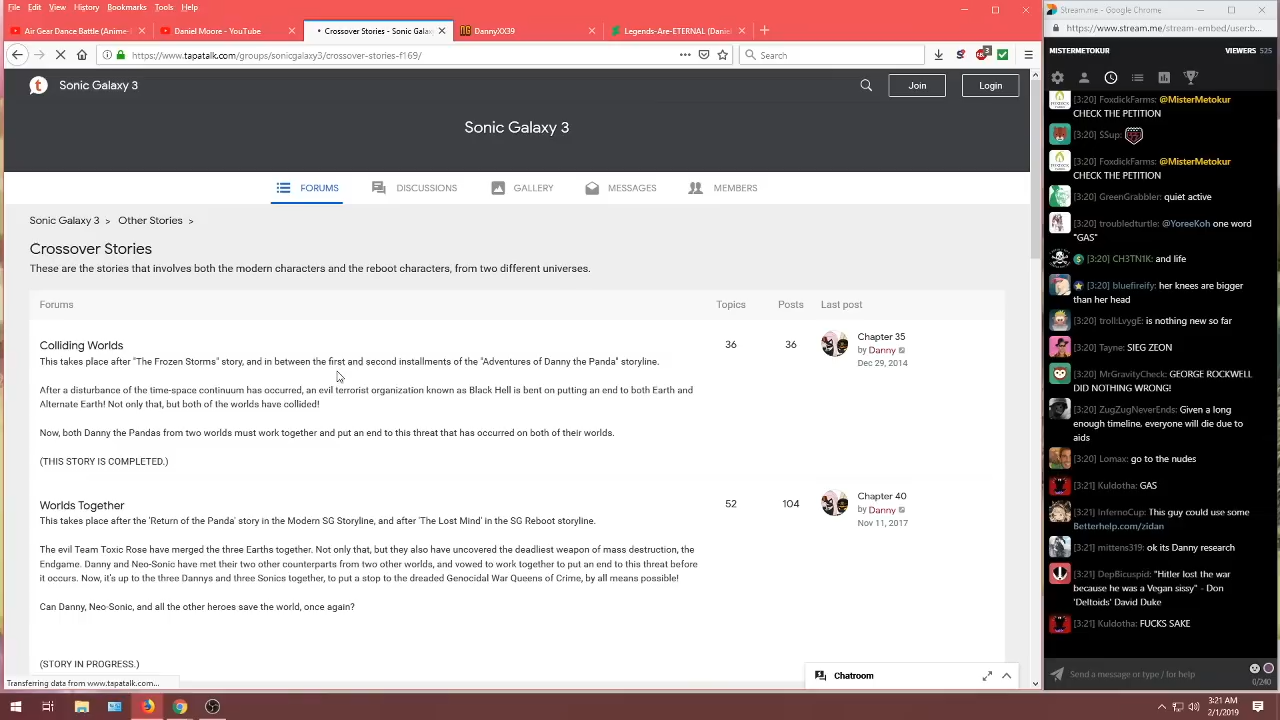 File Edit View History Bookmarks Tools Help
Air Gear Dance Battle (Anime-
Daniel Moore - YouTube
Crossover Stories - Sonic Galax
DannyXX39
Legends-Are-ETERNAL (Daniel
https://www.tapatalk.com/groups/sonicgalaxy3/crossover-stories-f169/
Search
Sonic Galaxy 3
Join
Login
Sonic Galaxy 3
FORUMS
DISCUSSIONS
GALLERY
MESSAGES
MEMBERS
Sonic Galaxy 3 > Other Stories >
Crossover Stories
These are the stories that involves both the modern characters and the reboot characters, from two different universes.
Forums
Topics
Posts
Last post
Colliding Worlds
This takes place after "The Frozen Storms" story, and in between the first and second installments of the "Adventures of Danny the Panda" storyline.
After a disturbance of the time-space continuum has occurred, an evil terrorist organization known as Black Hell is bent on putting an end to both Earth and
Alternate Earth! Not only that, but both of the worlds have collided!
Now, both Danny the Pandas from two worlds must work together and put an end to this threat that has occurred on both of their worlds.
(THIS STORY IS COMPLETED.)
36
36
Chapter 35
by Danny
Dec 29, 2014
Worlds Together
This takes place after the 'Return of the Panda' story in the Modern SG Storyline, and after 'The Lost Mind' in the SG Reboot storyline.
The evil Team Toxic Rose have merged the three Earths together. Not only that, but they also have uncovered the deadliest weapon of mass destruction, the
Endgame. Danny and Neo-Sonic have met their two other counterparts from two other worlds, and vowed to work together to put an end to this threat before
it occurs. Now, it's up to the three Dannys and three Sonics together, to put a stop to the dreaded Genocidal War Queens of Crime, by all means possible!
Can Danny, Neo-Sonic, and all the other heroes save the world, once again?
(STORY IN PROGRESS.)
52
104
Chapter 40
by Danny
Nov 11, 2017
Chatroom
Transferring data from www.tapatalk.com...
Stream.me - Google Chrome
https://www.stream.me/stream-embed/user:b
MISTERMETOKUR
VIEWERS 525
[3:20] FoxdickFarms: @MisterMetokur
CHECK THE PETITION
[3:20] SSup:
[3:20] FoxdickFarms: @MisterMetokur
CHECK THE PETITION
[3:20] GreenGrabbler: quiet active
[3:20] troubledturtle: @YoreeKoh one word
"GAS"
[3:20] CH3TN1K: and life
[3:20] bluefireify: her knees are bigger
than her head
[3:20] troll:LvygE: is nothing new so far
[3:20] Tayne: SIEG ZEON
[3:20] MrGravityCheck: GEORGE ROCKWELL
DID NOTHING WRONG!
[3:20] ZugZugNeverEnds: Given a long
enough timeline, everyone will die due to
aids
[3:20] Lomax: go to the nudes
[3:21] Kuldotha: GAS
[3:21] InfernoCup: This guy could use some
Betterhelp.com/zidan
[3:21] mittens319: ok its Danny research
[3:21] DepBicuspid: "Hitler lost the war
because he was a Vegan sissy" - Don
'Deltoids' David Duke
[3:21] Kuldotha: FUCKS SAKE
Send a message or type / for help
0/240
3:21 AM
2/21/2019